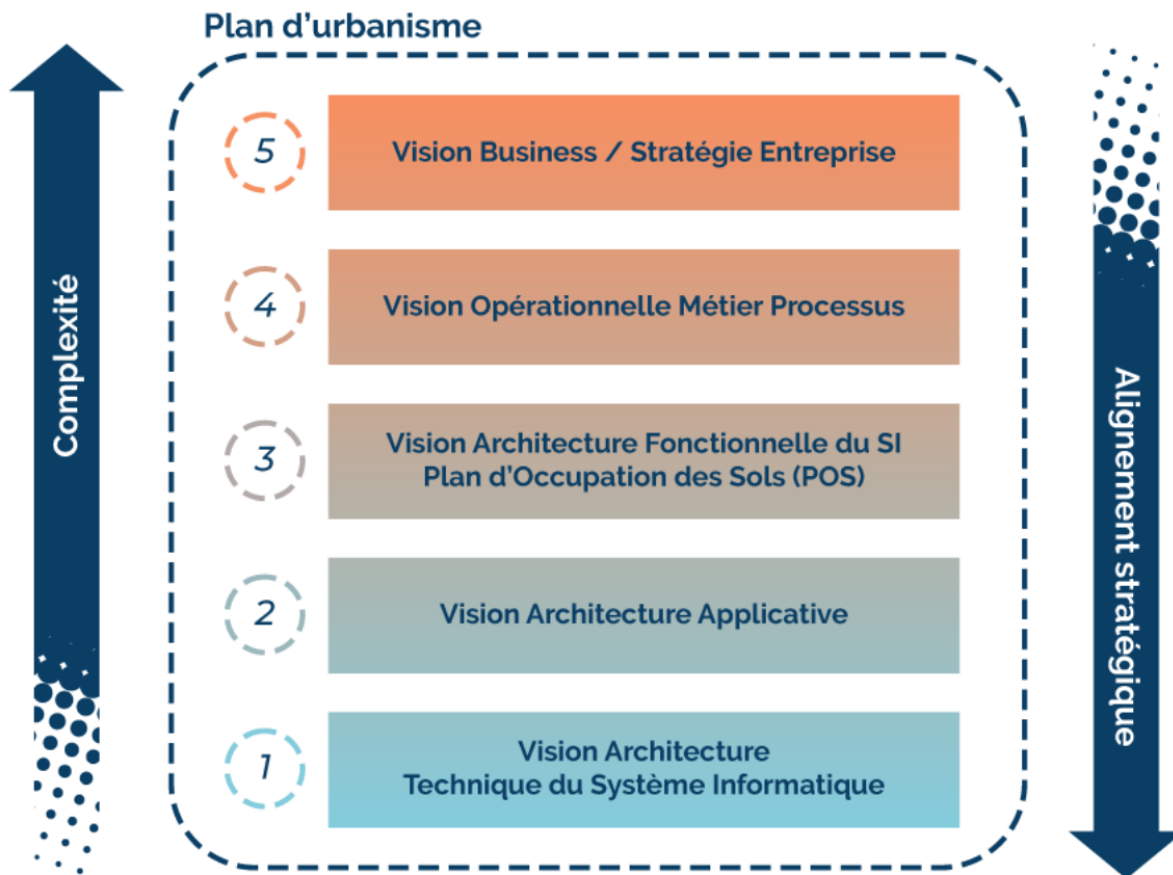 Plan d'urbanisme
Complexité
5
Vision Business / Stratégie Entreprise
4
Vision Opérationnelle Métier Processus
3
Vision Architecture Fonctionnelle du SI
Plan d'Occupation des Sols (POS)
2
Vision Architecture Applicative
1
Vision Architecture
Technique du Système Informatique
Alignement stratégique